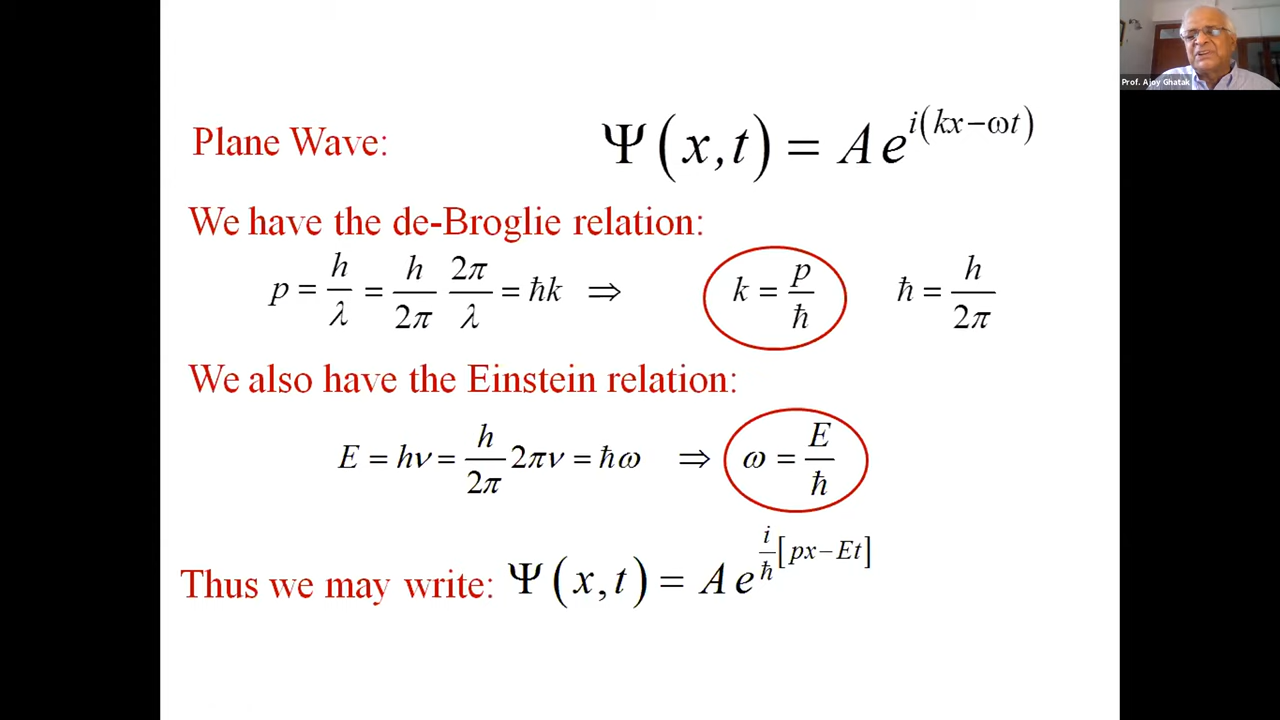 Prof. Ajoy Ghatak
Plane Wave: Ψ(x,t) = A e^{i(kx−ωt)}
We have the de-Broglie relation:
p = h/λ = h/2π 2π/λ = ħk ⇒ k = p/ħ ħ = h/2π
We also have the Einstein relation:
E = hν = h/2π 2πν = ħω ⇒ ω = E/ħ
Thus we may write: Ψ(x,t) = A e^{i/ħ[px−Et]}